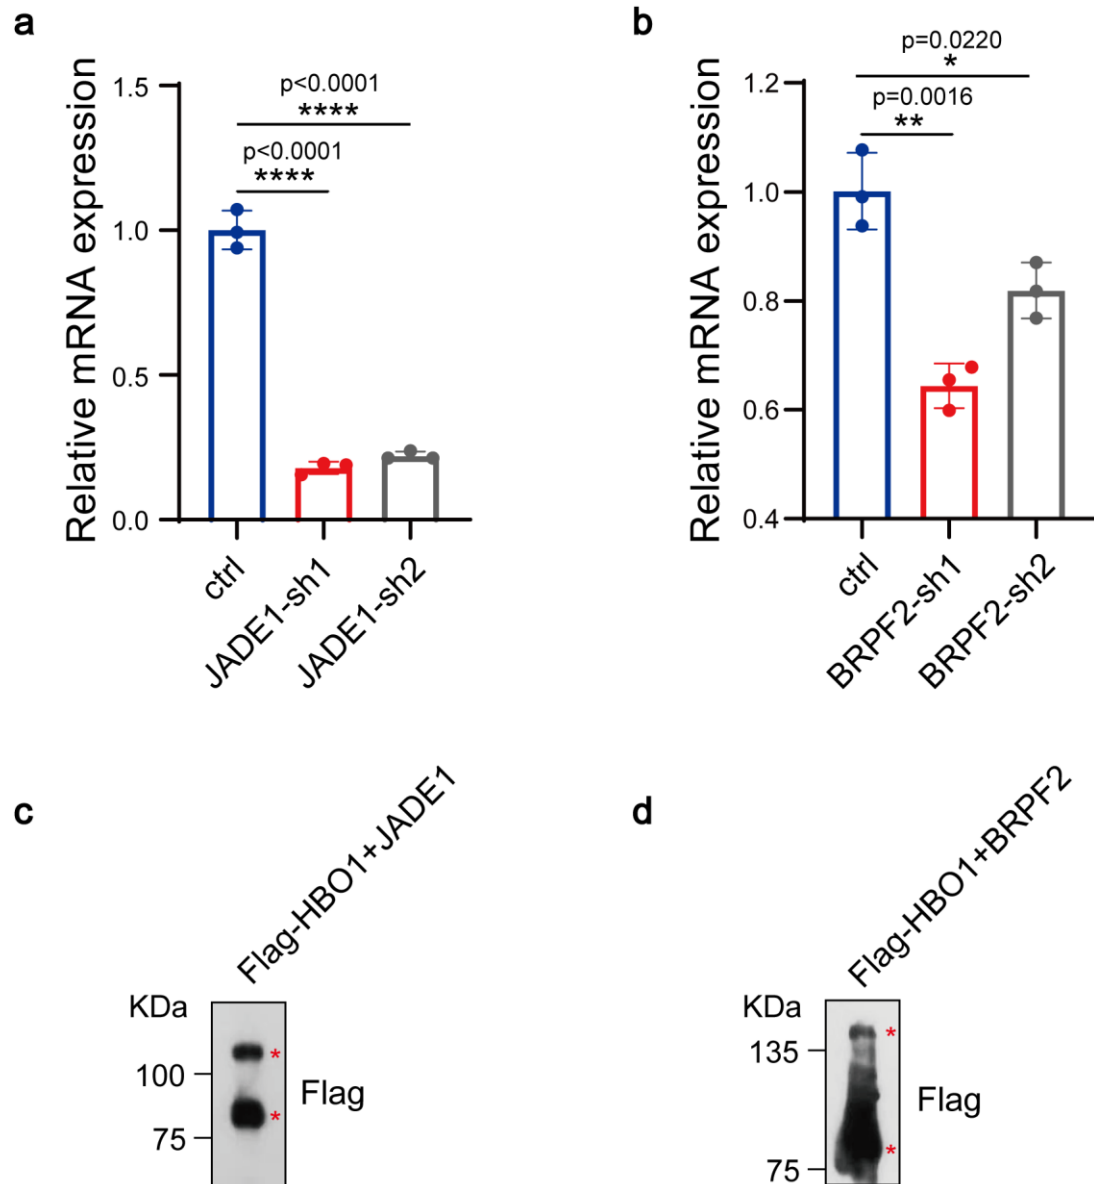 a
Relative mRNA expression
1.5
1.0
0.5
0.0
p<0.0001
****
p<0.0001
****
ctrl
JADE1-sh1
JADE1-sh2
b
Relative mRNA expression
1.2
1.0
0.8
0.6
0.4
p=0.0220
*
p=0.0016
**
ctrl
BRPF2-sh1
BRPF2-sh2
c
Flag-HBO1+JADE1
KDa
100
75
*
*
Flag
d
Flag-HBO1+BRPF2
KDa
135
75
*
*
Flag